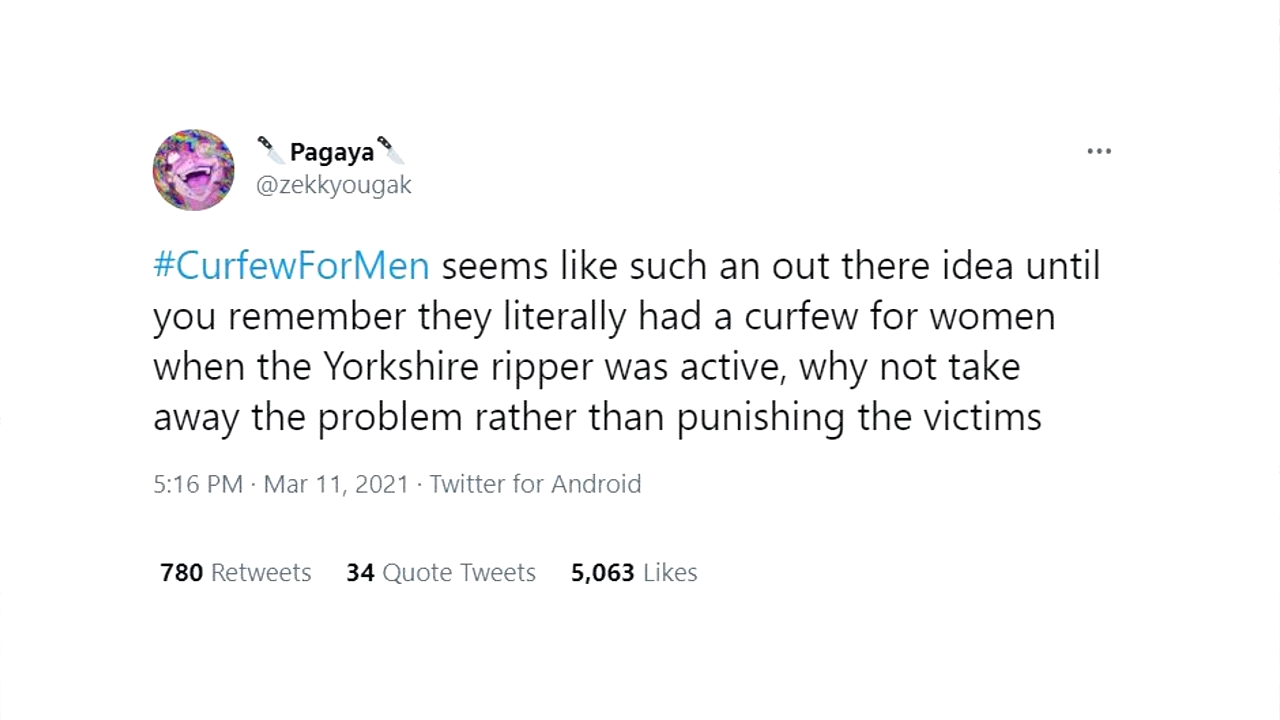 🔪Pagaya🔪
@zekkyougak
#CurfewForMen seems like such an out there idea until
you remember they literally had a curfew for women
when the Yorkshire ripper was active, why not take
away the problem rather than punishing the victims
5:16 PM · Mar 11, 2021 · Twitter for Android
780 Retweets 34 Quote Tweets 5,063 Likes